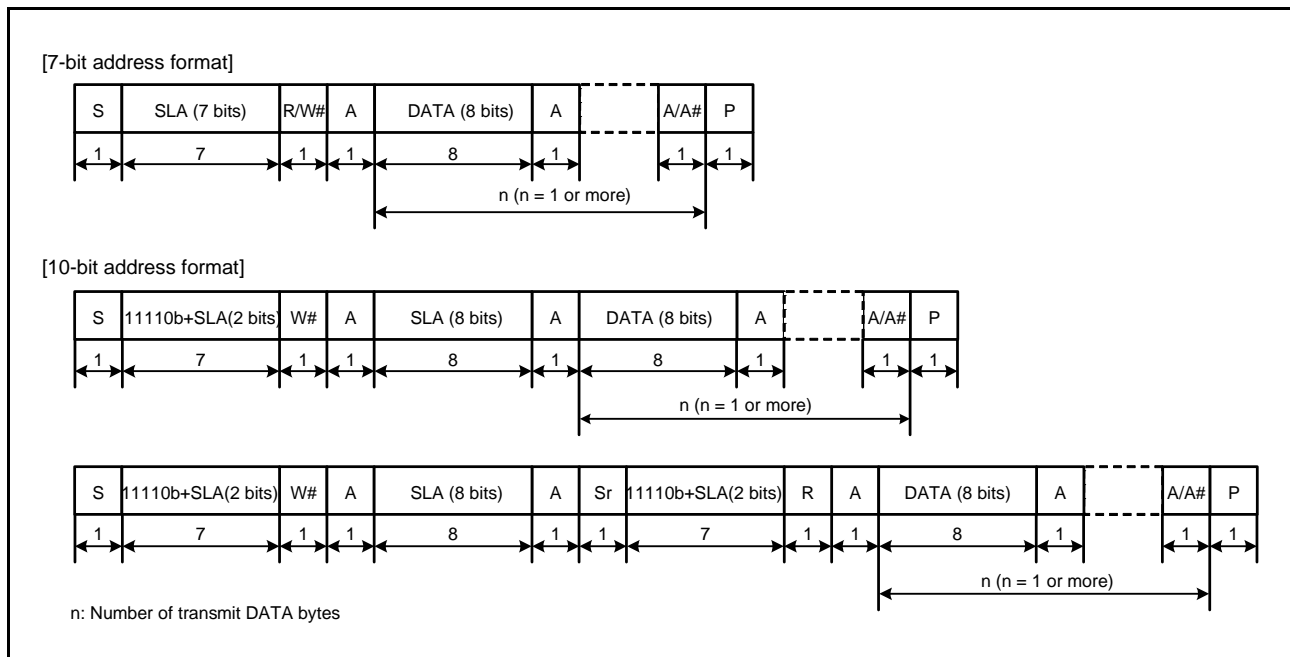 [7-bit address format]
S SLA (7 bits) R/W# A DATA (8 bits) A A/A# P
1 7 1 1 8 1 1 1
n (n = 1 or more)
[10-bit address format]
S 11110b+SLA(2 bits) W# A SLA (8 bits) A DATA (8 bits) A A/A# P
1 7 1 1 8 1 8 1 1 1
n (n = 1 or more)
S 11110b+SLA(2 bits) W# A SLA (8 bits) A Sr 11110b+SLA(2 bits) R A DATA (8 bits) A A/A# P
1 7 1 1 8 1 1 7 1 1 8 1 1 1
n (n = 1 or more)
n: Number of transmit DATA bytes